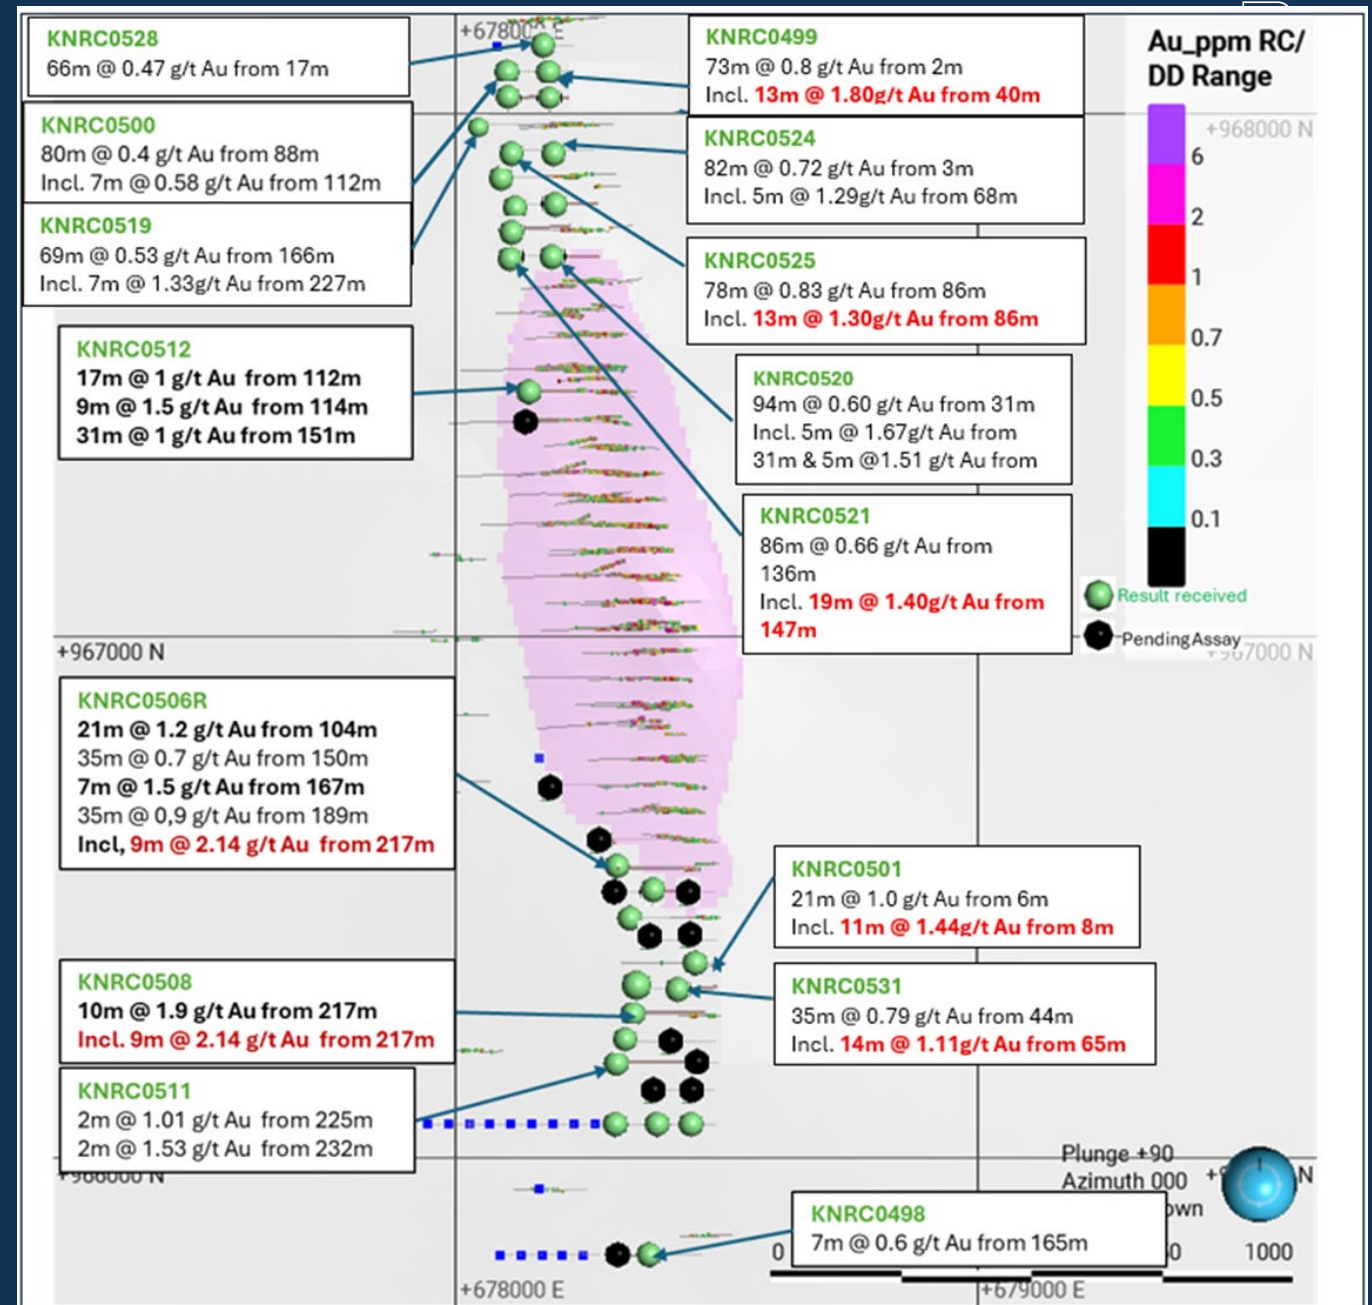 KNRC0528
66m @ 0.47 g/t Au from 17m
KNRC0500
80m @ 0.4 g/t Au from 88m
Incl. 7m @ 0.58 g/t Au from 112m
KNRC0519
69m @ 0.53 g/t Au from 166m
Incl. 7m @ 1.33g/t Au from 227m
KNRC0512
17m @ 1 g/t Au from 112m
9m @ 1.5 g/t Au from 114m
31m @ 1 g/t Au from 151m
+967000 N
KNRC0506R
21m @ 1.2 g/t Au from 104m
35m @ 0.7 g/t Au from 150m
7m @ 1.5 g/t Au from 167m
35m @ 0,9 g/t Au from 189m
Incl, 9m @ 2.14 g/t Au from 217m
KNRC0508
10m @ 1.9 g/t Au from 217m
Incl. 9m @ 2.14 g/t Au from 217m
KNRC0511
2m @ 1.01 g/t Au from 225m
2m @ 1.53 g/t Au from 232m
+966000 N
+678000 E
KNRC0499
73m @ 0.8 g/t Au from 2m
Incl. 13m @ 1.80g/t Au from 40m
KNRC0524
82m @ 0.72 g/t Au from 3m
Incl. 5m @ 1.29g/t Au from 68m
KNRC0525
78m @ 0.83 g/t Au from 86m
Incl. 13m @ 1.30g/t Au from 86m
KNRC0520
94m @ 0.60 g/t Au from 31m
Incl. 5m @ 1.67g/t Au from
31m & 5m @1.51 g/t Au from
KNRC0521
86m @ 0.66 g/t Au from
136m
Incl. 19m @ 1.40g/t Au from
147m
KNRC0501
21m @ 1.0 g/t Au from 6m
Incl. 11m @ 1.44g/t Au from 8m
KNRC0531
35m @ 0.79 g/t Au from 44m
Incl. 14m @ 1.11g/t Au from 65m
KNRC0498
7m @ 0.6 g/t Au from 165m
Au_ppm RC/
DD Range
+968000 N
6
2
1
0.7
0.5
0.3
0.1
Result received
Pending Assay
+967000 N
Plunge +90
Azimuth 000
0
1000
+678000 E
+679000 E